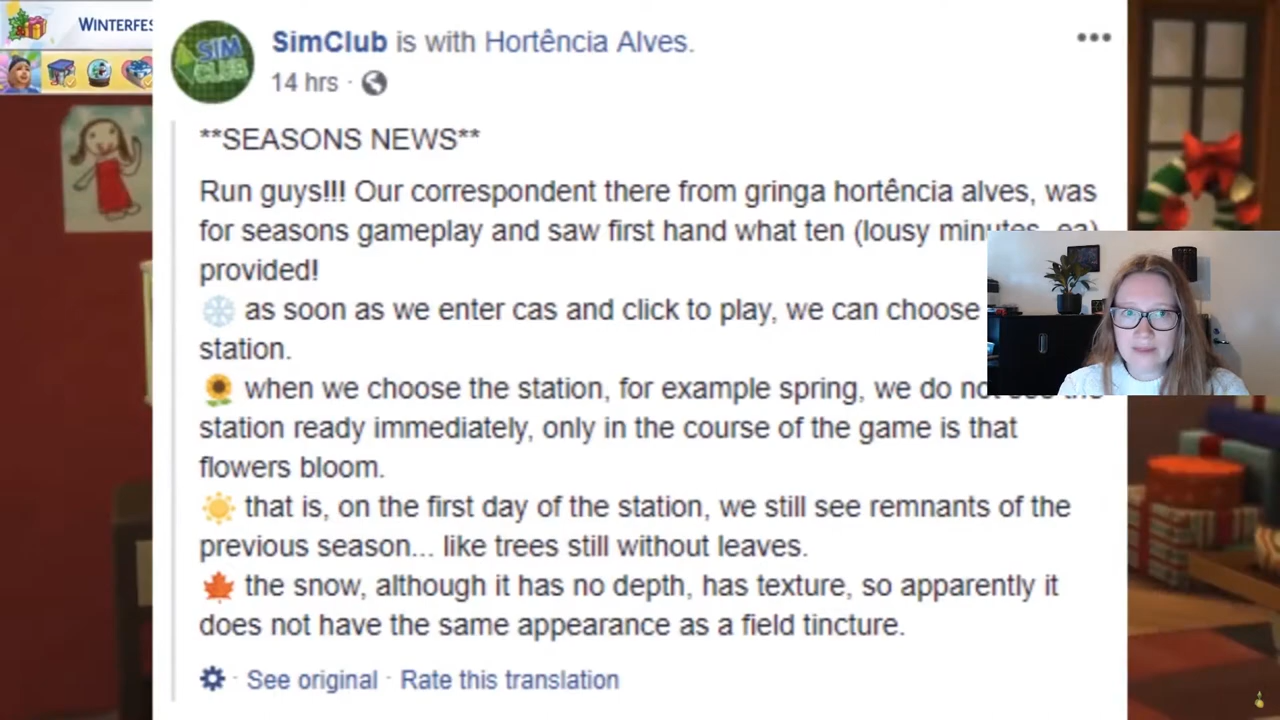 WINTERFES
SIM
CLUB
SimClub is with Hortência Alves.
14 hrs ·
**SEASONS NEWS**
Run guys!!! Our correspondent there from gringa hortência alves, was
for seasons gameplay and saw first hand what ten (lousy minutes, ea)
provided!
as soon as we enter cas and click to play, we can choose
station.
when we choose the station, for example spring, we do not see the
station ready immediately, only in the course of the game is that
flowers bloom.
that is, on the first day of the station, we still see remnants of the
previous season... like trees still without leaves.
the snow, although it has no depth, has texture, so apparently it
does not have the same appearance as a field tincture.
· See original · Rate this translation